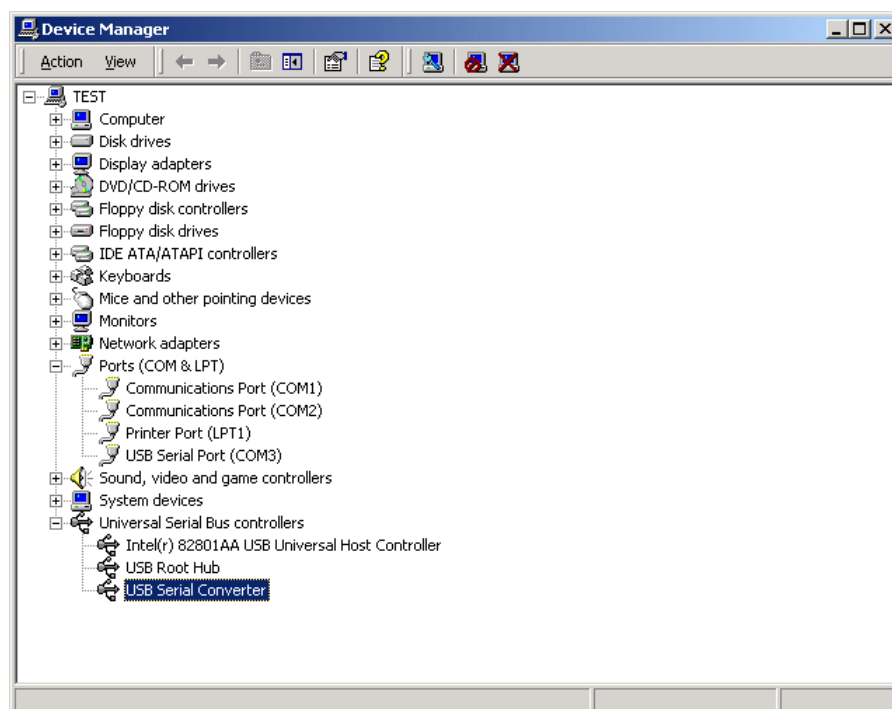 Device Manager
Action View
TEST
Computer
Disk drives
Display adapters
DVD/CD-ROM drives
Floppy disk controllers
Floppy disk drives
IDE ATA/ATAPI controllers
Keyboards
Mice and other pointing devices
Monitors
Network adapters
Ports (COM & LPT)
Communications Port (COM1)
Communications Port (COM2)
Printer Port (LPT1)
USB Serial Port (COM3)
Sound, video and game controllers
System devices
Universal Serial Bus controllers
Intel(r) 82801AA USB Universal Host Controller
USB Root Hub
USB Serial Converter